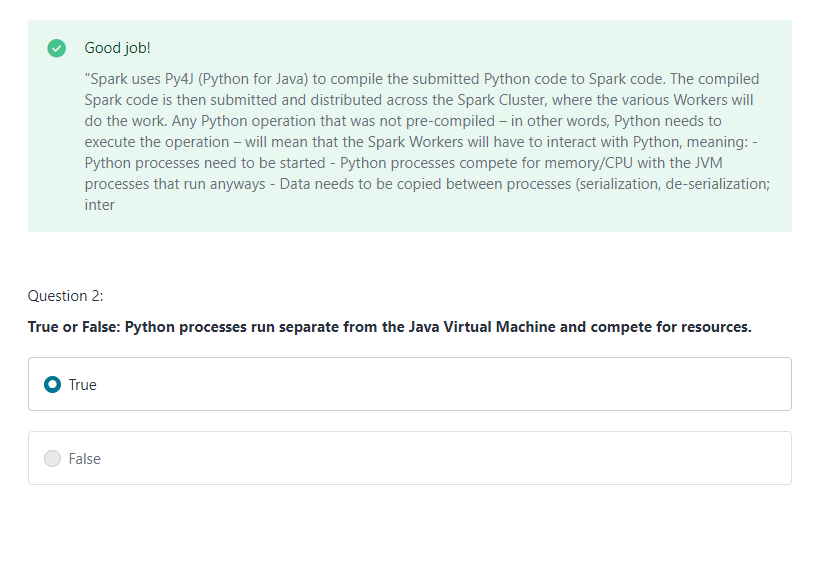 Good job!
"Spark uses Py4J (Python for Java) to compile the submitted Python code to Spark code. The compiled
Spark code is then submitted and distributed across the Spark Cluster, where the various Workers will
do the work. Any Python operation that was not pre-compiled – in other words, Python needs to
execute the operation – will mean that the Spark Workers will have to interact with Python, meaning: -
Python processes need to be started - Python processes compete for memory/CPU with the JVM
processes that run anyways - Data needs to be copied between processes (serialization, de-serialization;
inter
Question 2:
True or False: Python processes run separate from the Java Virtual Machine and compete for resources.
True
False